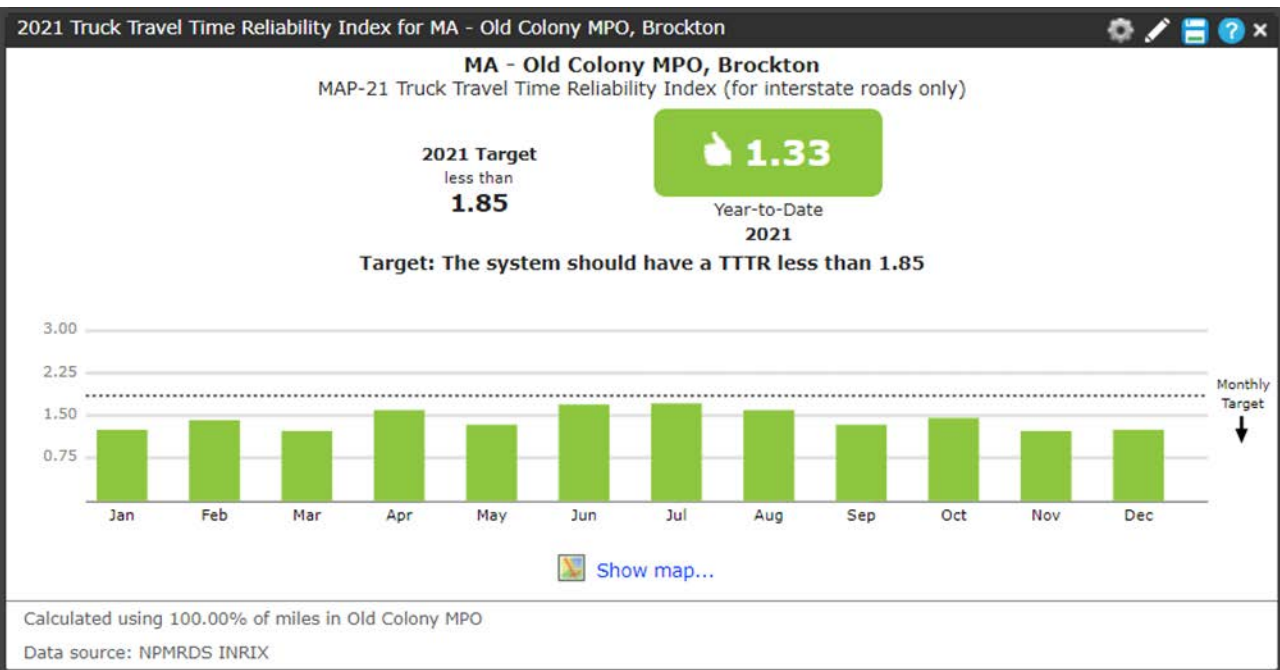 2021 Truck Travel Time Reliability Index for MA - Old Colony MPO, Brockton
MA - Old Colony MPO, Brockton
MAP-21 Truck Travel Time Reliability Index (for interstate roads only)
2021 Target
less than
1.85
1.33
Year-to-Date
2021
Target: The system should have a TTTR less than 1.85
3.00
2.25
1.50
0.75
Monthly
Target
Jan Feb Mar Apr May Jun Jul Aug Sep Oct Nov Dec
Show map...
Calculated using 100.00% of miles in Old Colony MPO
Data source: NPMRDS INRIX